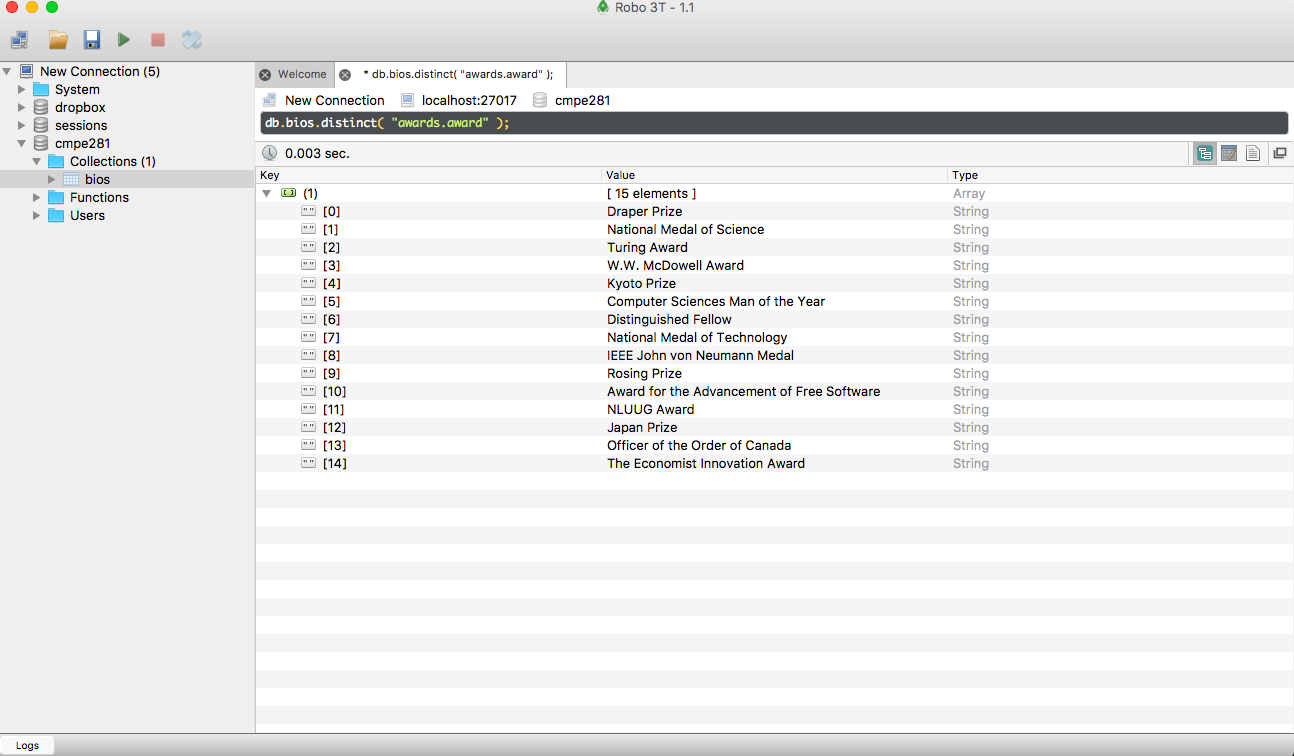 Robo 3T - 1.1
New Connection (5)
System
dropbox
sessions
cmpe281
Collections (1)
bios
Functions
Users
Welcome
* db.bios.distinct( "awards.award" );
New Connection localhost:27017 cmpe281
db.bios.distinct( "awards.award" );
0.003 sec.
Key Value Type
(1) [ 15 elements ] Array
[0] Draper Prize String
[1] National Medal of Science String
[2] Turing Award String
[3] W.W. McDowell Award String
[4] Kyoto Prize String
[5] Computer Sciences Man of the Year String
[6] Distinguished Fellow String
[7] National Medal of Technology String
[8] IEEE John von Neumann Medal String
[9] Rosing Prize String
[10] Award for the Advancement of Free Software String
[11] NLUUG Award String
[12] Japan Prize String
[13] Officer of the Order of Canada String
[14] The Economist Innovation Award String
Logs